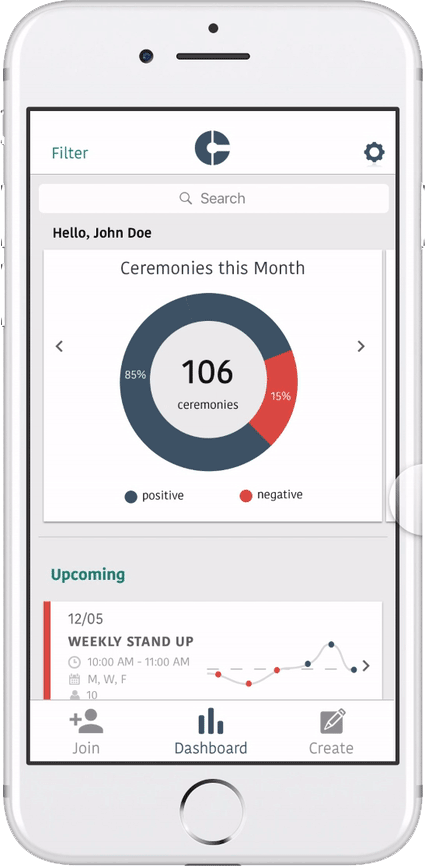 Filter
Search
Hello, John Doe
Ceremonies this Month
85%
106
ceremonies
15%
positive
negative
Upcoming
12/05
WEEKLY STAND UP
10:00 AM - 11:00 AM
M, W, F
10
Join
Dashboard
Create